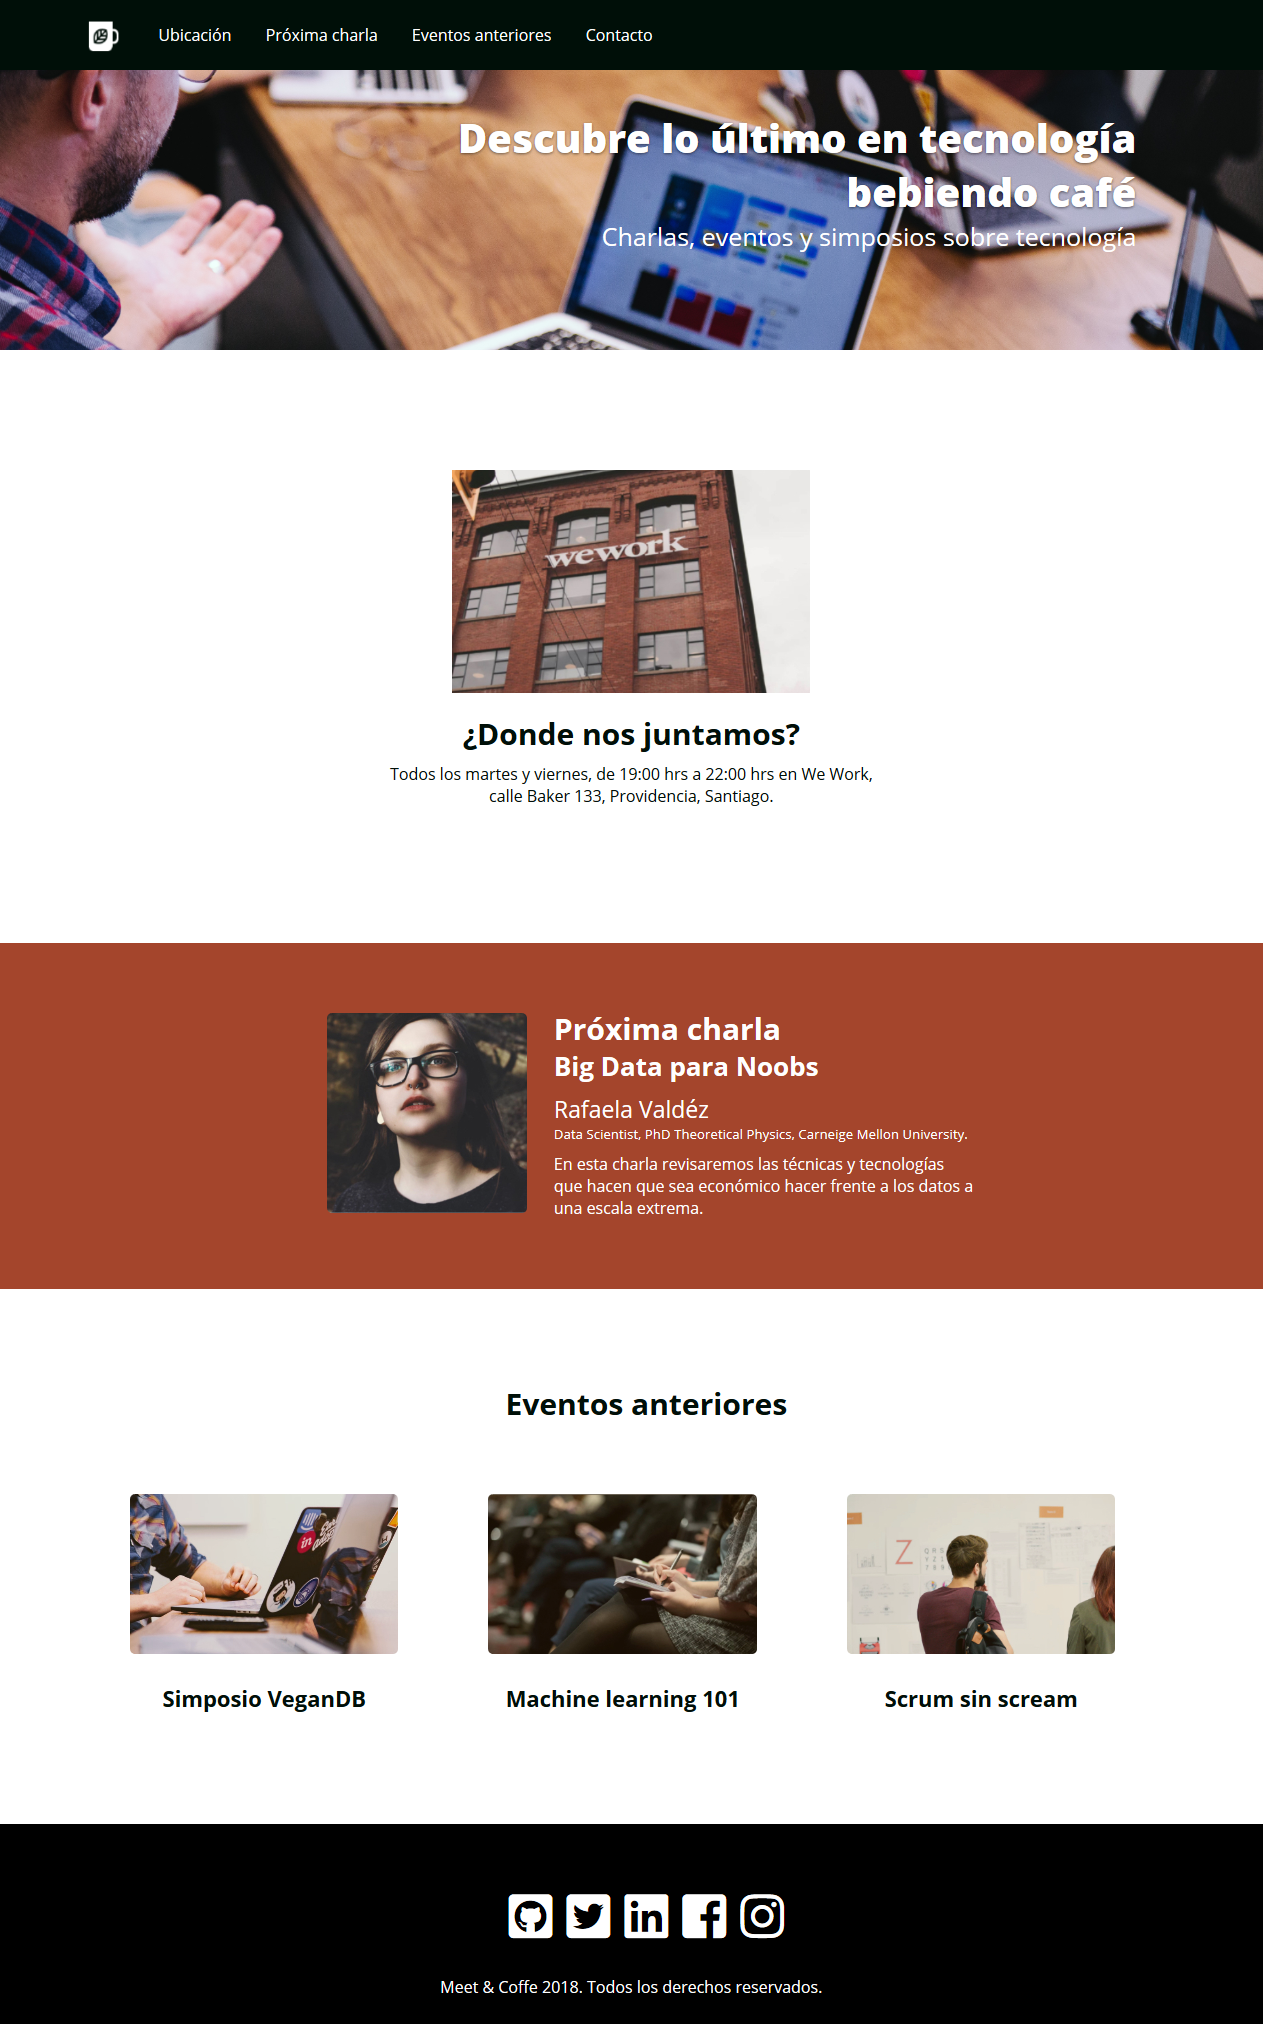 Ubicación Próxima charla Eventos anteriores Contacto
Descubre lo último en tecnología
bebiendo café
Charlas, eventos y simposios sobre tecnología
wework
¿Donde nos juntamos?
Todos los martes y viernes, de 19:00 hrs a 22:00 hrs en We Work,
calle Baker 133, Providencia, Santiago.
Próxima charla
Big Data para Noobs
Rafaela Valdéz
Data Scientist, PhD Theoretical Physics, Carneige Mellon University.
En esta charla revisaremos las técnicas y tecnologías
que hacen que sea económico hacer frente a los datos a
una escala extrema.
Eventos anteriores
in
Z
Simposio VeganDB
Machine learning 101
Scrum sin scream
in
Meet & Coffe 2018. Todos los derechos reservados.